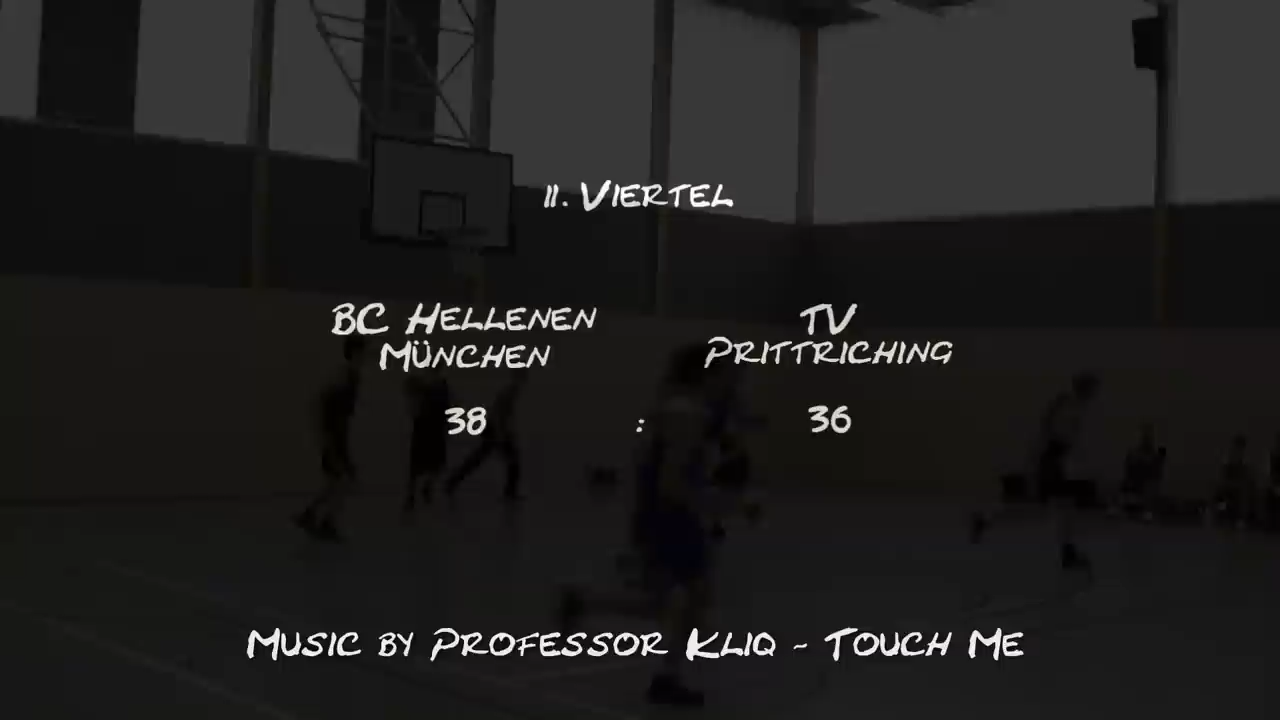 II. Viertel
BC Hellenen
München
TV
Prittriching
38 : 36
Music by Professor Kliq - Touch Me